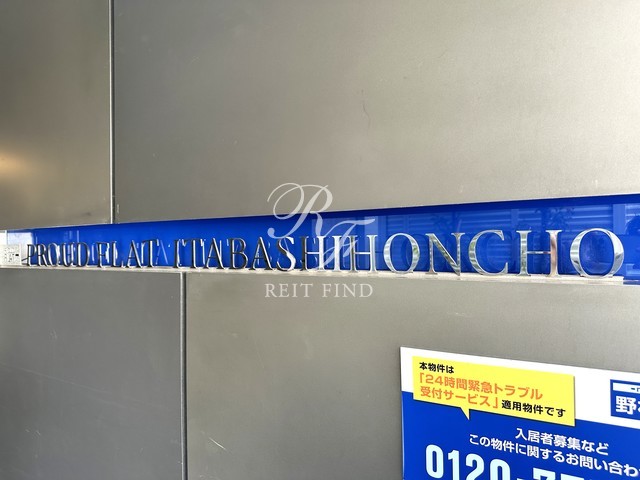 PROUD FLAT ITABASHIHONCHO
RF
REIT FIND
本物件は
「24時間緊急トラブル
受付サービス」適用物件です
入居者募集など
この物件に関するお問い合わ
0120-7